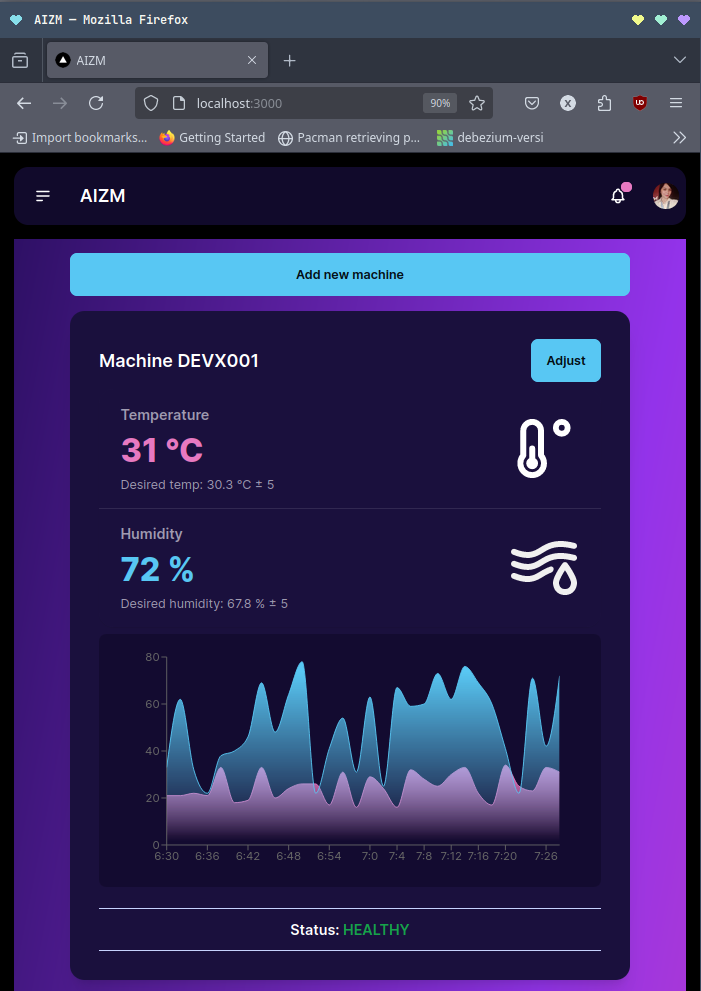 AIZM — Mozilla Firefox
AIZM
localhost:3000
90%
Import bookmarks...
Getting Started
Pacman retrieving p...
debezium-versi
AIZM
Add new machine
Machine DEVX001
Adjust
Temperature
31 °C
Desired temp: 30.3 °C ± 5
Humidity
72 %
Desired humidity: 67.8 % ± 5
80
60
40
20
0
6:30 6:36 6:42 6:48 6:54 7:0 7:4 7:8 7:12 7:16 7:20 7:26
Status: HEALTHY